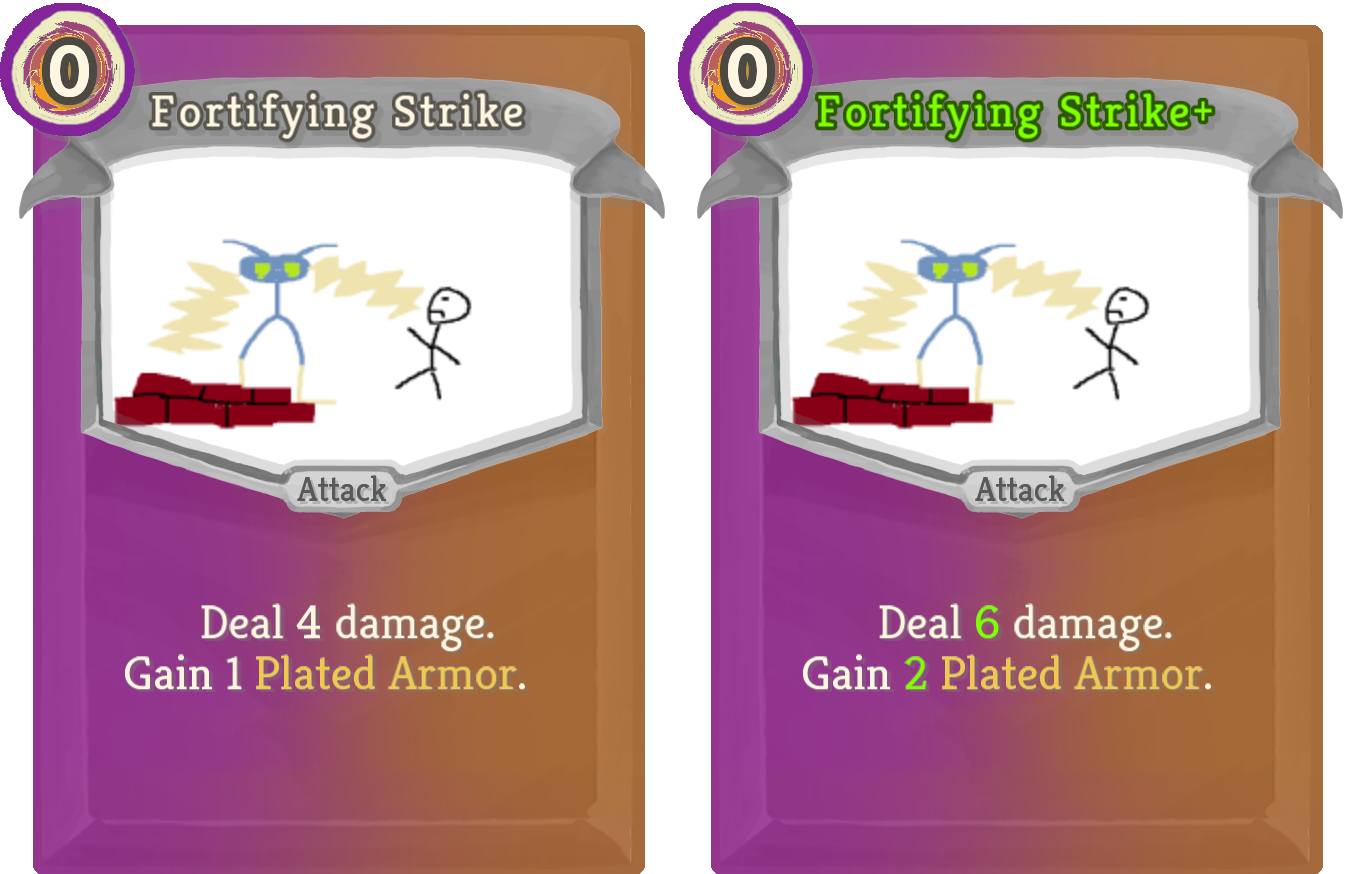 0
Fortifying Strike
Attack
Deal 4 damage.
Gain 1 Plated Armor.
0
Fortifying Strike+
Attack
Deal 6 damage.
Gain 2 Plated Armor.